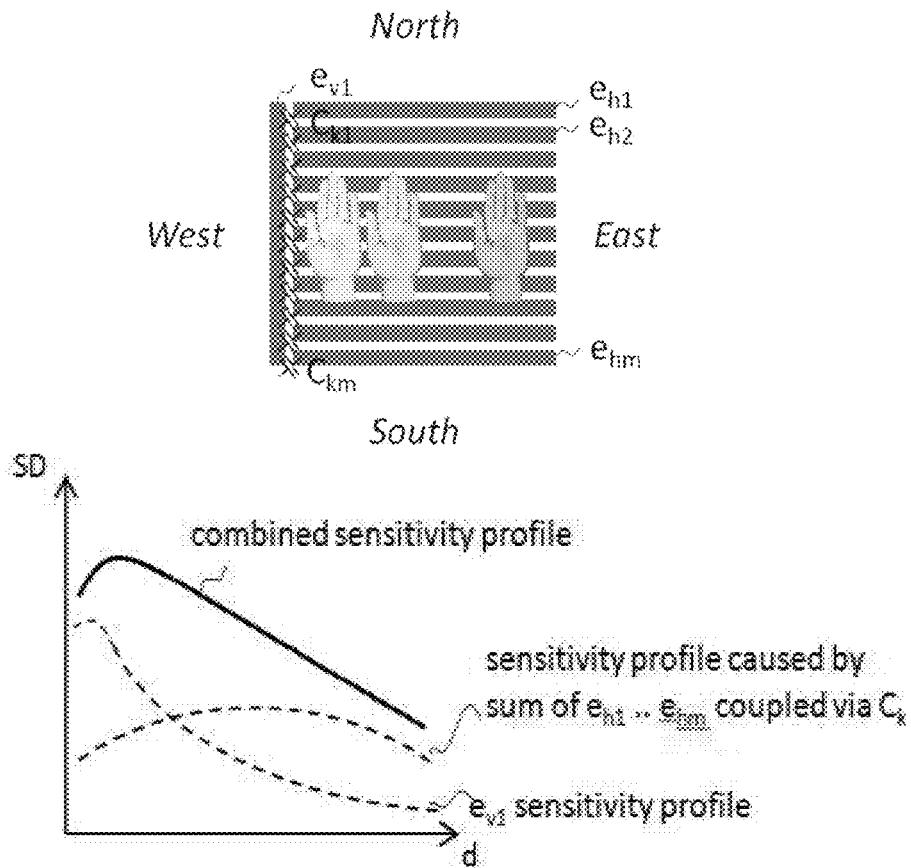 North
e_v1
e_h1
C_k1
e_h2
West
East
e_hm
C_km
South
SD
combined sensitivity profile
sensitivity profile caused by
sum of e_h1 .. e_hm coupled via C_k
e_v1 sensitivity profile
d